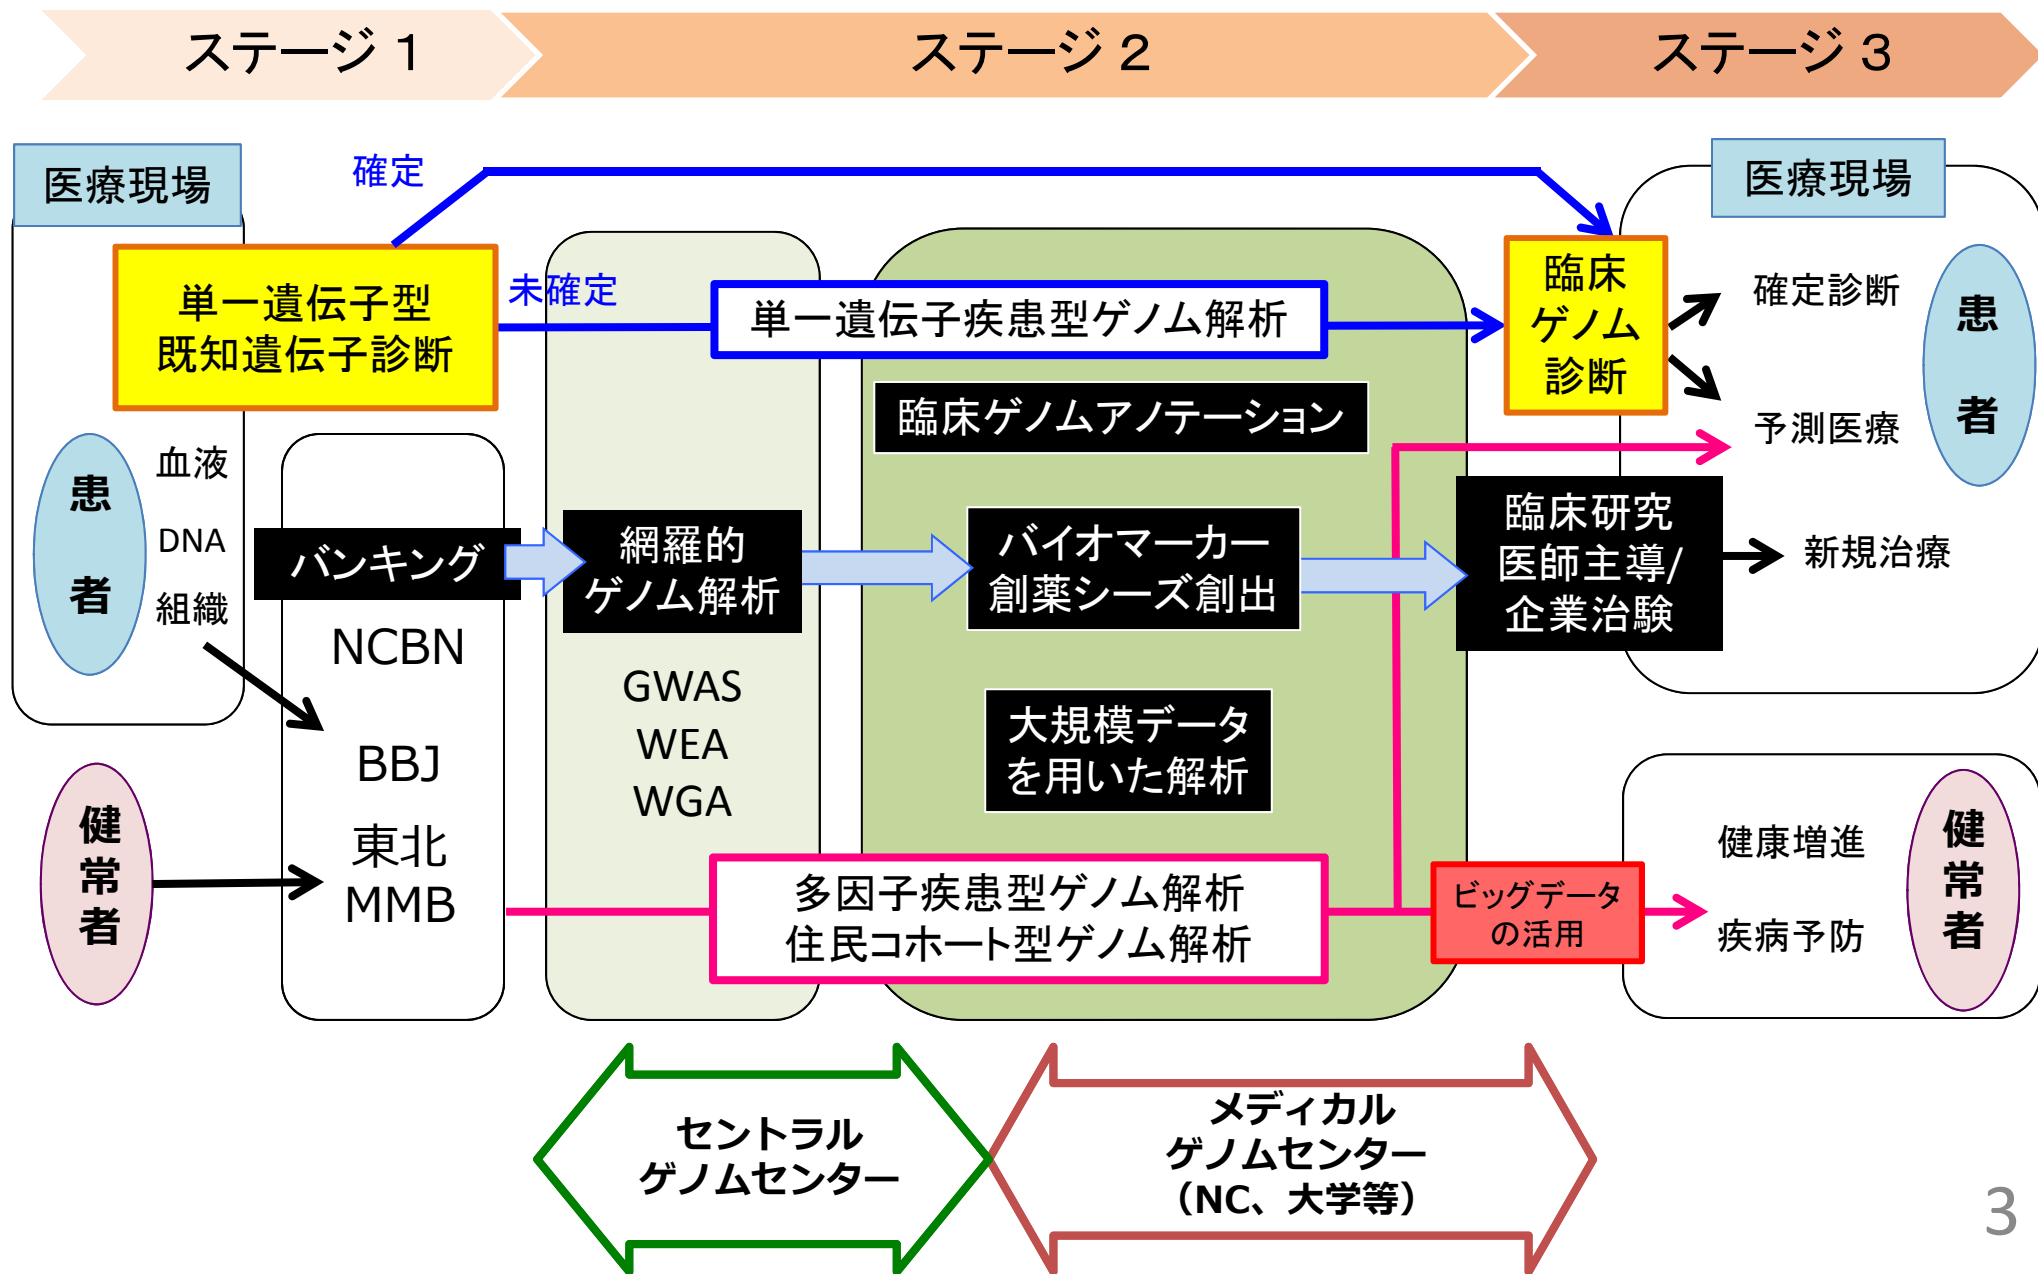 ステージ 1
ステージ 2
ステージ 3
医療現場
確定
医療現場
単一遺伝子型
既知遺伝子診断
未確定
単一遺伝子疾患型ゲノム解析
臨床
ゲノム
診断
確定診断
予測医療
新規治療
患
者
臨床ゲノムアノテーション
患
者
血液
DNA
組織
バンキング
NCBN
BBJ
東北
MMB
網羅的
ゲノム解析
GWAS
WEA
WGA
バイオマーカー
創薬シーズ創出
臨床研究
医師主導/
企業治験
大規模データ
を用いた解析
健
常
者
多因子疾患型ゲノム解析
住民コホート型ゲノム解析
ビッグデータ
の活用
健康増進
疾病予防
健
常
者
セントラル
ゲノムセンター
メディカル
ゲノムセンター
（NC、大学等）
3